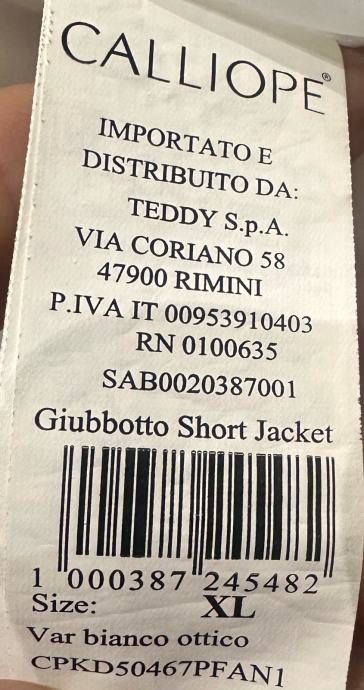 CALLIOPE®
IMPORTATO E
DISTRIBUITO DA:
TEDDY S.p.A.
VIA CORIANO 58
47900 RIMINI
P.IVA IT 00953910403
RN 0100635
SAB0020387001
Giubbotto Short Jacket
1 000387 245482
Size: XL
Var bianco ottico
CPKD50467PFAN1